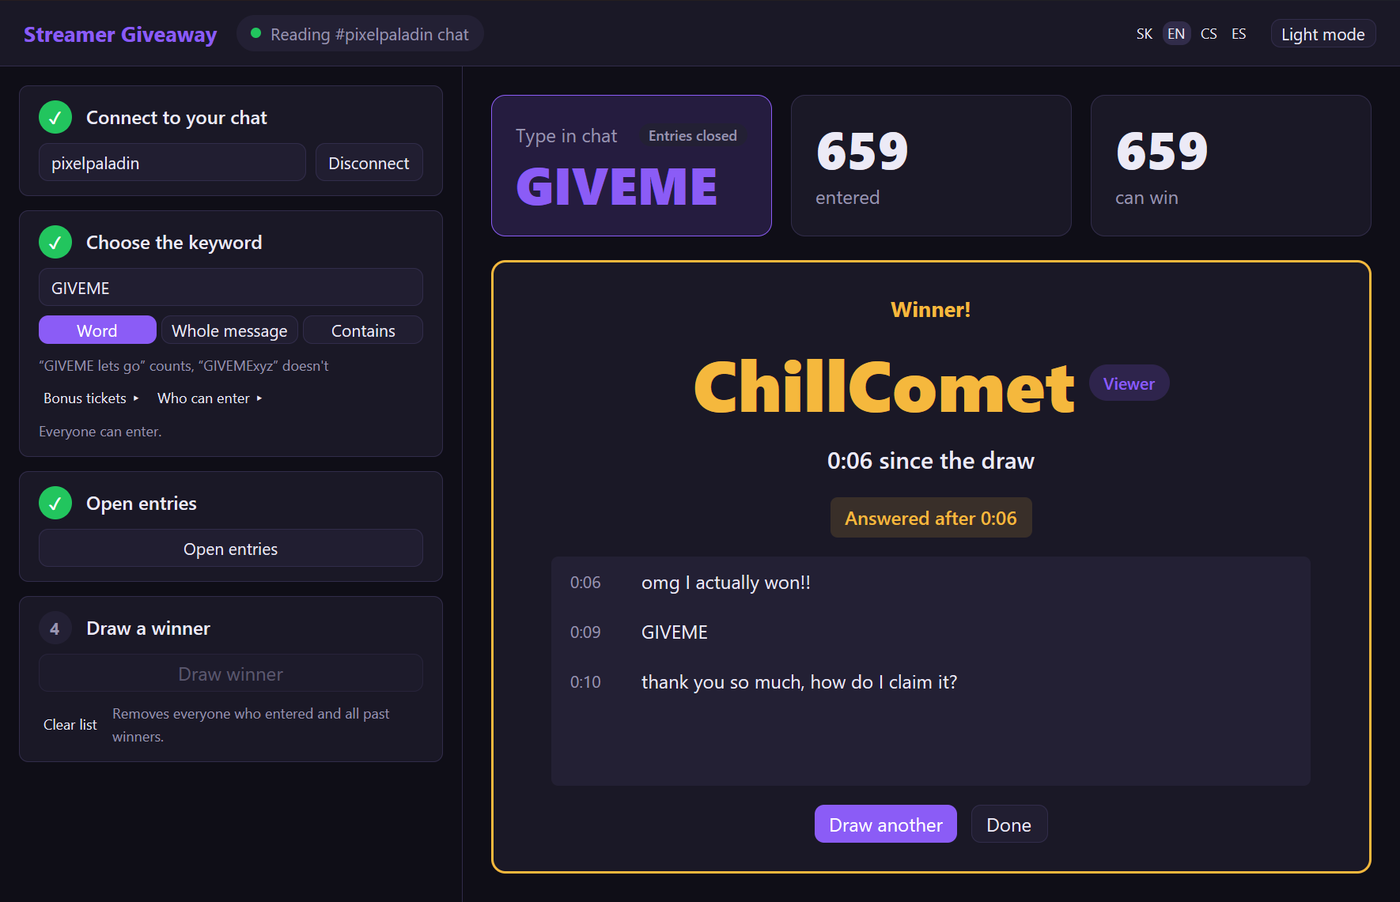 Streamer Giveaway
Reading #pixelpaladin chat
SK EN CS ES
Light mode
Connect to your chat
pixelpaladin
Disconnect
Choose the keyword
GIVEME
Word
Whole message
Contains
“GIVEME lets go” counts, “GIVEMExyz” doesn't
Bonus tickets ▸
Who can enter ▸
Everyone can enter.
Open entries
Open entries
4
Draw a winner
Draw winner
Clear list
Removes everyone who entered and all past
winners.
Type in chat
Entries closed
GIVEME
659
entered
659
can win
Winner!
ChillComet
Viewer
0:06 since the draw
Answered after 0:06
0:06 omg I actually won!!
0:09 GIVEME
0:10 thank you so much, how do I claim it?
Draw another
Done